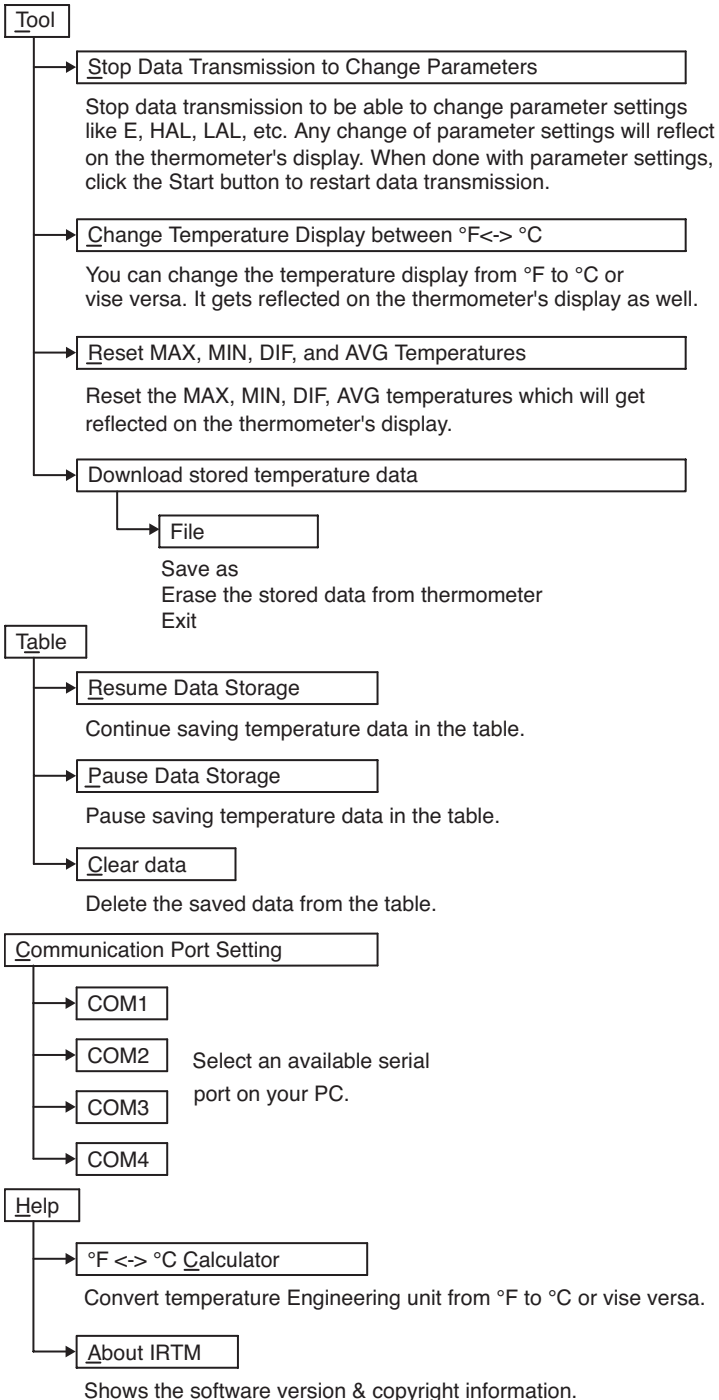 Tool
Stop Data Transmission to Change Parameters
Stop data transmission to be able to change parameter settings
like E, HAL, LAL, etc. Any change of parameter settings will reflect
on the thermometer's display. When done with parameter settings,
click the Start button to restart data transmission.
Change Temperature Display between °F<-> °C
You can change the temperature display from °F to °C or
vise versa. It gets reflected on the thermometer's display as well.
Reset MAX, MIN, DIF, and AVG Temperatures
Reset the MAX, MIN, DIF, AVG temperatures which will get
reflected on the thermometer's display.
Download stored temperature data
File
Save as
Erase the stored data from thermometer
Exit
Table
Resume Data Storage
Continue saving temperature data in the table.
Pause Data Storage
Pause saving temperature data in the table.
Clear data
Delete the saved data from the table.
Communication Port Setting
COM1
COM2
Select an available serial
port on your PC.
COM3
COM4
Help
°F <-> °C Calculator
Convert temperature Engineering unit from °F to °C or vise versa.
About IRTM
Shows the software version & copyright information.